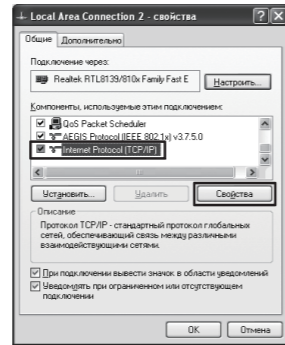 Local Area Connection 2 - свойства
Общие Дополнительно
Подключение через:
Realtek RTL8139/810x Family Fast E
Настроить...
Компоненты, используемые этим подключением:
QoS Packet Scheduler
AEGIS Protocol (IEEE 802.1x) v3.7.5.0
Internet Protocol (TCP/IP)
Установить... Удалить Свойства
Описание
Протокол TCP/IP - стандартный протокол глобальных
сетей, обеспечивающий связь между различными
взаимодействующими сетями.
При подключении вывести значок в области уведомлений
Уведомлять при ограниченном или отсутствующем
подключении
OK Отмена